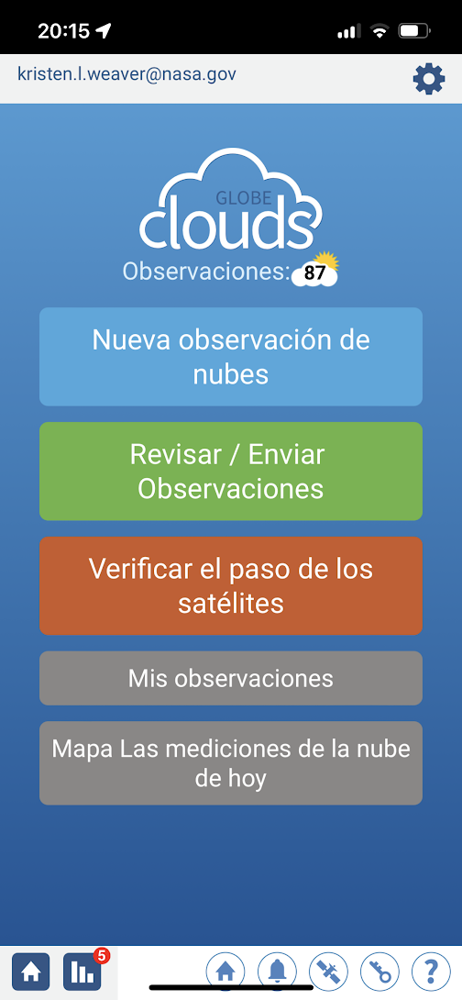 20:15
kristen.l.weaver@nasa.gov
GLOBE
clouds
Observaciones: 87
Nueva observación de
nubes
Revisar / Enviar
Observaciones
Verificar el paso de los
satélites
Mis observaciones
Mapa Las mediciones de la nube
de hoy
5
?